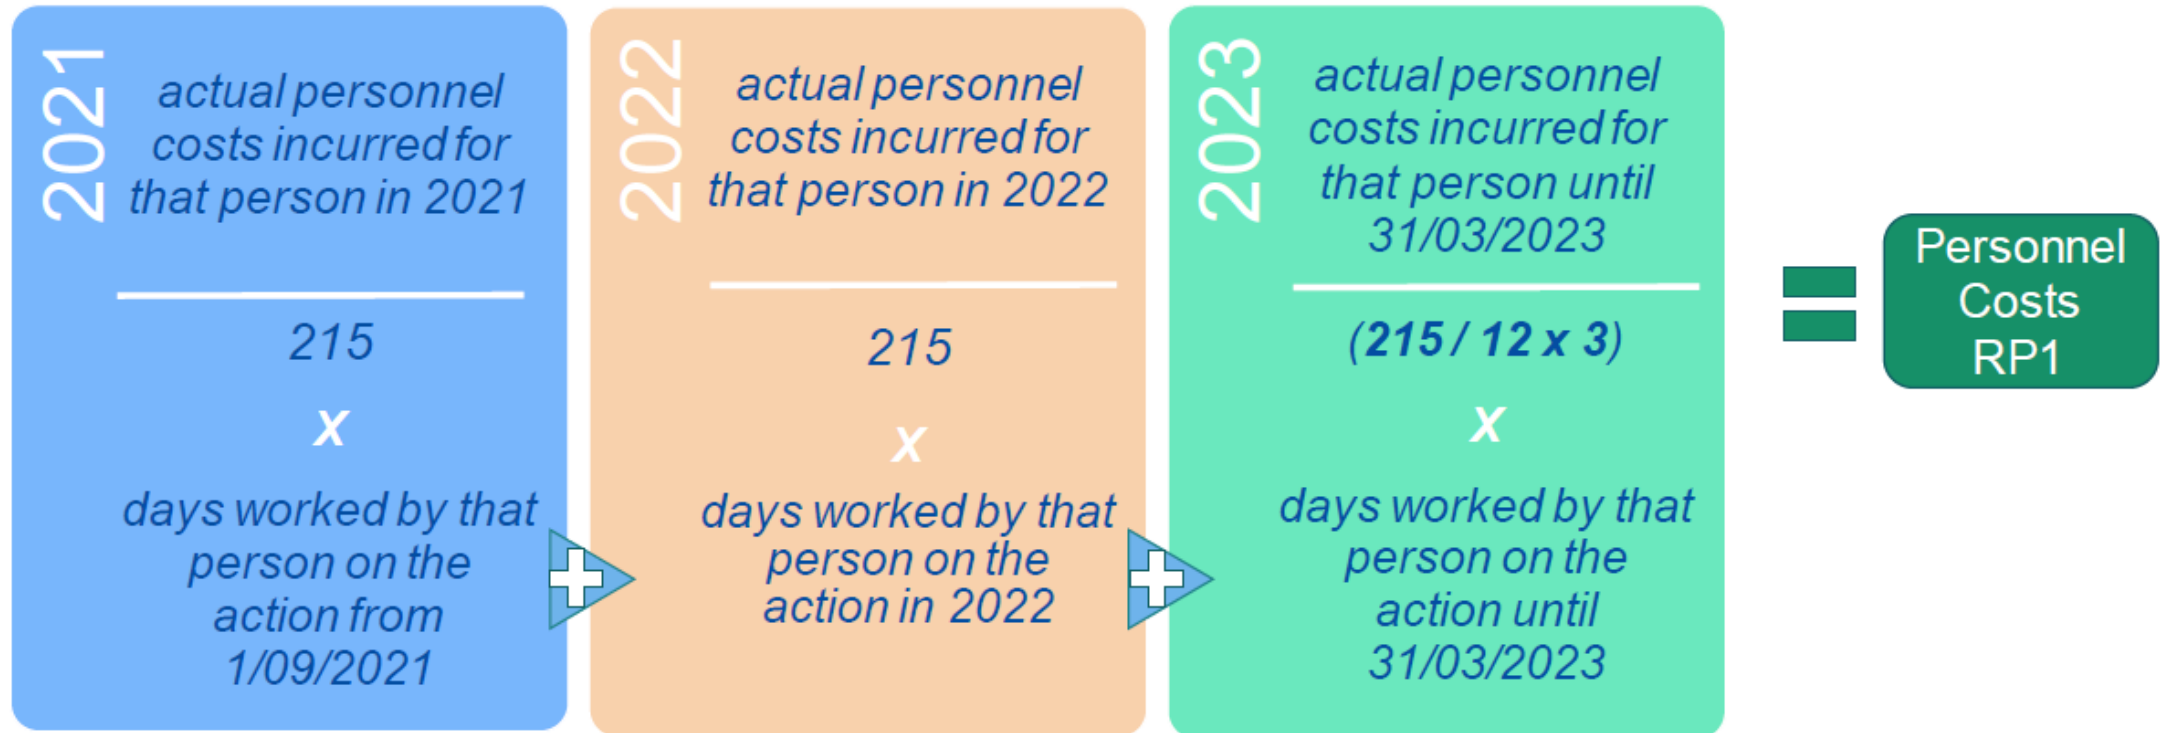 2021
actual personnel
costs incurred for
that person in 2021
215
x
days worked by that
person on the
action from
1/09/2021
2022
actual personnel
costs incurred for
that person in 2022
215
x
days worked by that
person on the
action in 2022
2023
actual personnel
costs incurred for
that person until
31/03/2023
(215 / 12 x 3)
x
days worked by that
person on the
action until
31/03/2023
Personnel
Costs
RP1